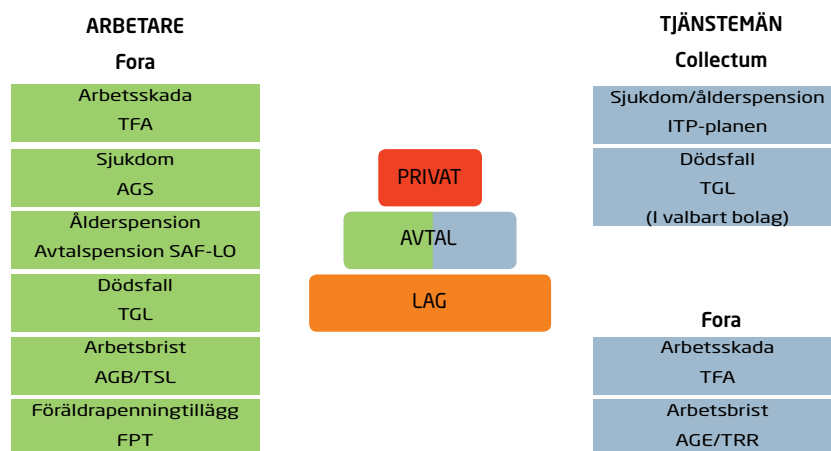 ARBETARE
Fora
Arbetsskada
TFA
Sjukdom
AGS
Ålderspension
Avtalspension SAF-LO
Dödsfall
TGL
Arbetsbrist
AGB/TSL
Föräldrapenningtillägg
FPT
PRIVAT
AVTAL
LAG
TJÄNSTEMÄN
Collectum
Sjukdom/ålderspension
ITP-planen
Dödsfall
TGL
(I valbart bolag)
Fora
Arbetsskada
TFA
Arbetsbrist
AGE/TRR